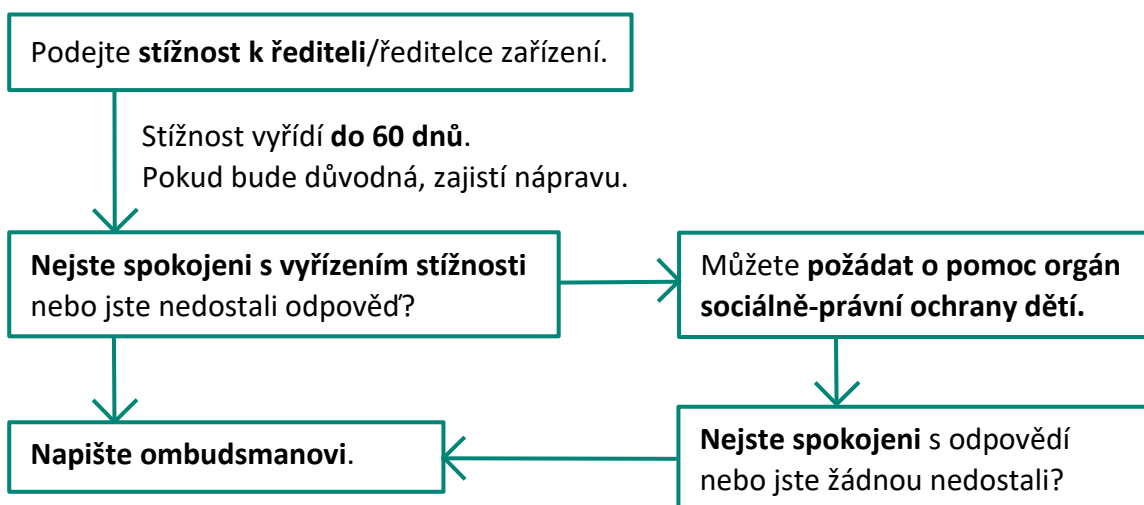 Podejte stížnost k řediteli/ředitelce zařízení.
Stížnost vyřídí do 60 dnů.
Pokud bude důvodná, zajistí nápravu.
Nejste spokojeni s vyřízením stížnosti
nebo jste nedostali odpověď?
Můžete požádat o pomoc orgán
sociálně-právní ochrany dětí.
Nejste spokojeni s odpovědí
nebo jste žádnou nedostali?
Napište ombudsmanovi.